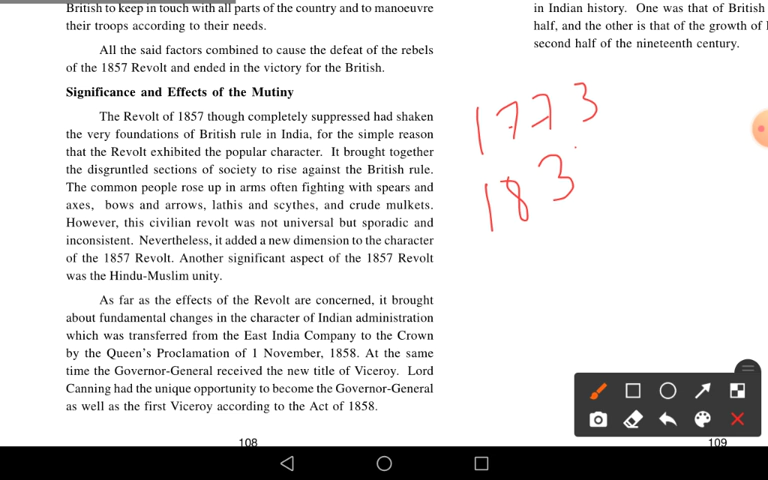 British to keep in touch with all parts of the country and to manoeuvre
their troops according to their needs.
All the said factors combined to cause the defeat of the rebels
of the 1857 Revolt and ended in the victory for the British.
Significance and Effects of the Mutiny
The Revolt of 1857 though completely suppressed had shaken
the very foundations of British rule in India, for the simple reason
that the Revolt exhibited the popular character. It brought together
the disgruntled sections of society to rise against the British rule.
The common people rose up in arms often fighting with spears and
axes, bows and arrows, lathis and scythes, and crude mulkets.
However, this civilian revolt was not universal but sporadic and
inconsistent. Nevertheless, it added a new dimension to the character
of the 1857 Revolt. Another significant aspect of the 1857 Revolt
was the Hindu-Muslim unity.
As far as the effects of the Revolt are concerned, it brought
about fundamental changes in the character of Indian administration
which was transferred from the East India Company to the Crown
by the Queen's Proclamation of 1 November, 1858. At the same
time the Governor-General received the new title of Viceroy. Lord
Canning had the unique opportunity to become the Governor-General
as well as the first Viceroy according to the Act of 1858.
108
in Indian history. One was that of British
half, and the other is that of the growth of
second half of the nineteenth century.
1773
183
109